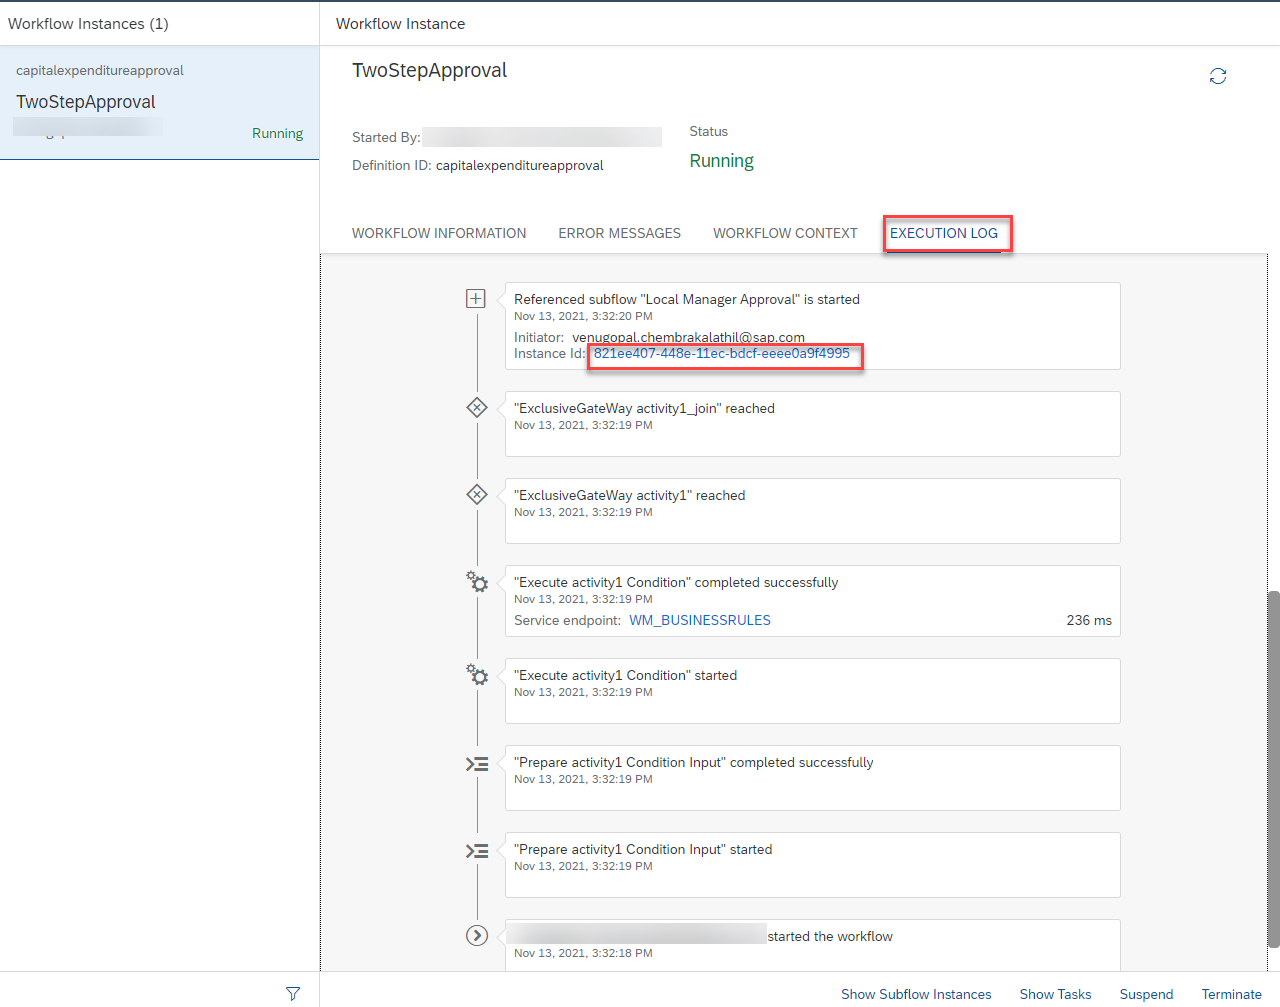 Workflow Instances (1)
capitalexpenditureapproval
TwoStepApproval
Running
Workflow Instance
TwoStepApproval
Started By:
Definition ID: capitalexpenditureapproval
Status
Running
WORKFLOW INFORMATION
ERROR MESSAGES
WORKFLOW CONTEXT
EXECUTION LOG
Referenced subflow "Local Manager Approval" is started
Nov 13, 2021, 3:32:20 PM
Initiator: venugopal.chembrakalathil@sap.com
Instance Id: 821ee407-448e-11ec-bdcf-eeee0a9f4995
"ExclusiveGateWay activity1_join" reached
Nov 13, 2021, 3:32:19 PM
"ExclusiveGateWay activity1" reached
Nov 13, 2021, 3:32:19 PM
"Execute activity1 Condition" completed successfully
Nov 13, 2021, 3:32:19 PM
Service endpoint: WM_BUSINESSRULES 236 ms
"Execute activity1 Condition" started
Nov 13, 2021, 3:32:19 PM
"Prepare activity1 Condition Input" completed successfully
Nov 13, 2021, 3:32:19 PM
"Prepare activity1 Condition Input" started
Nov 13, 2021, 3:32:19 PM
started the workflow
Nov 13, 2021, 3:32:18 PM
Show Subflow Instances
Show Tasks
Suspend
Terminate